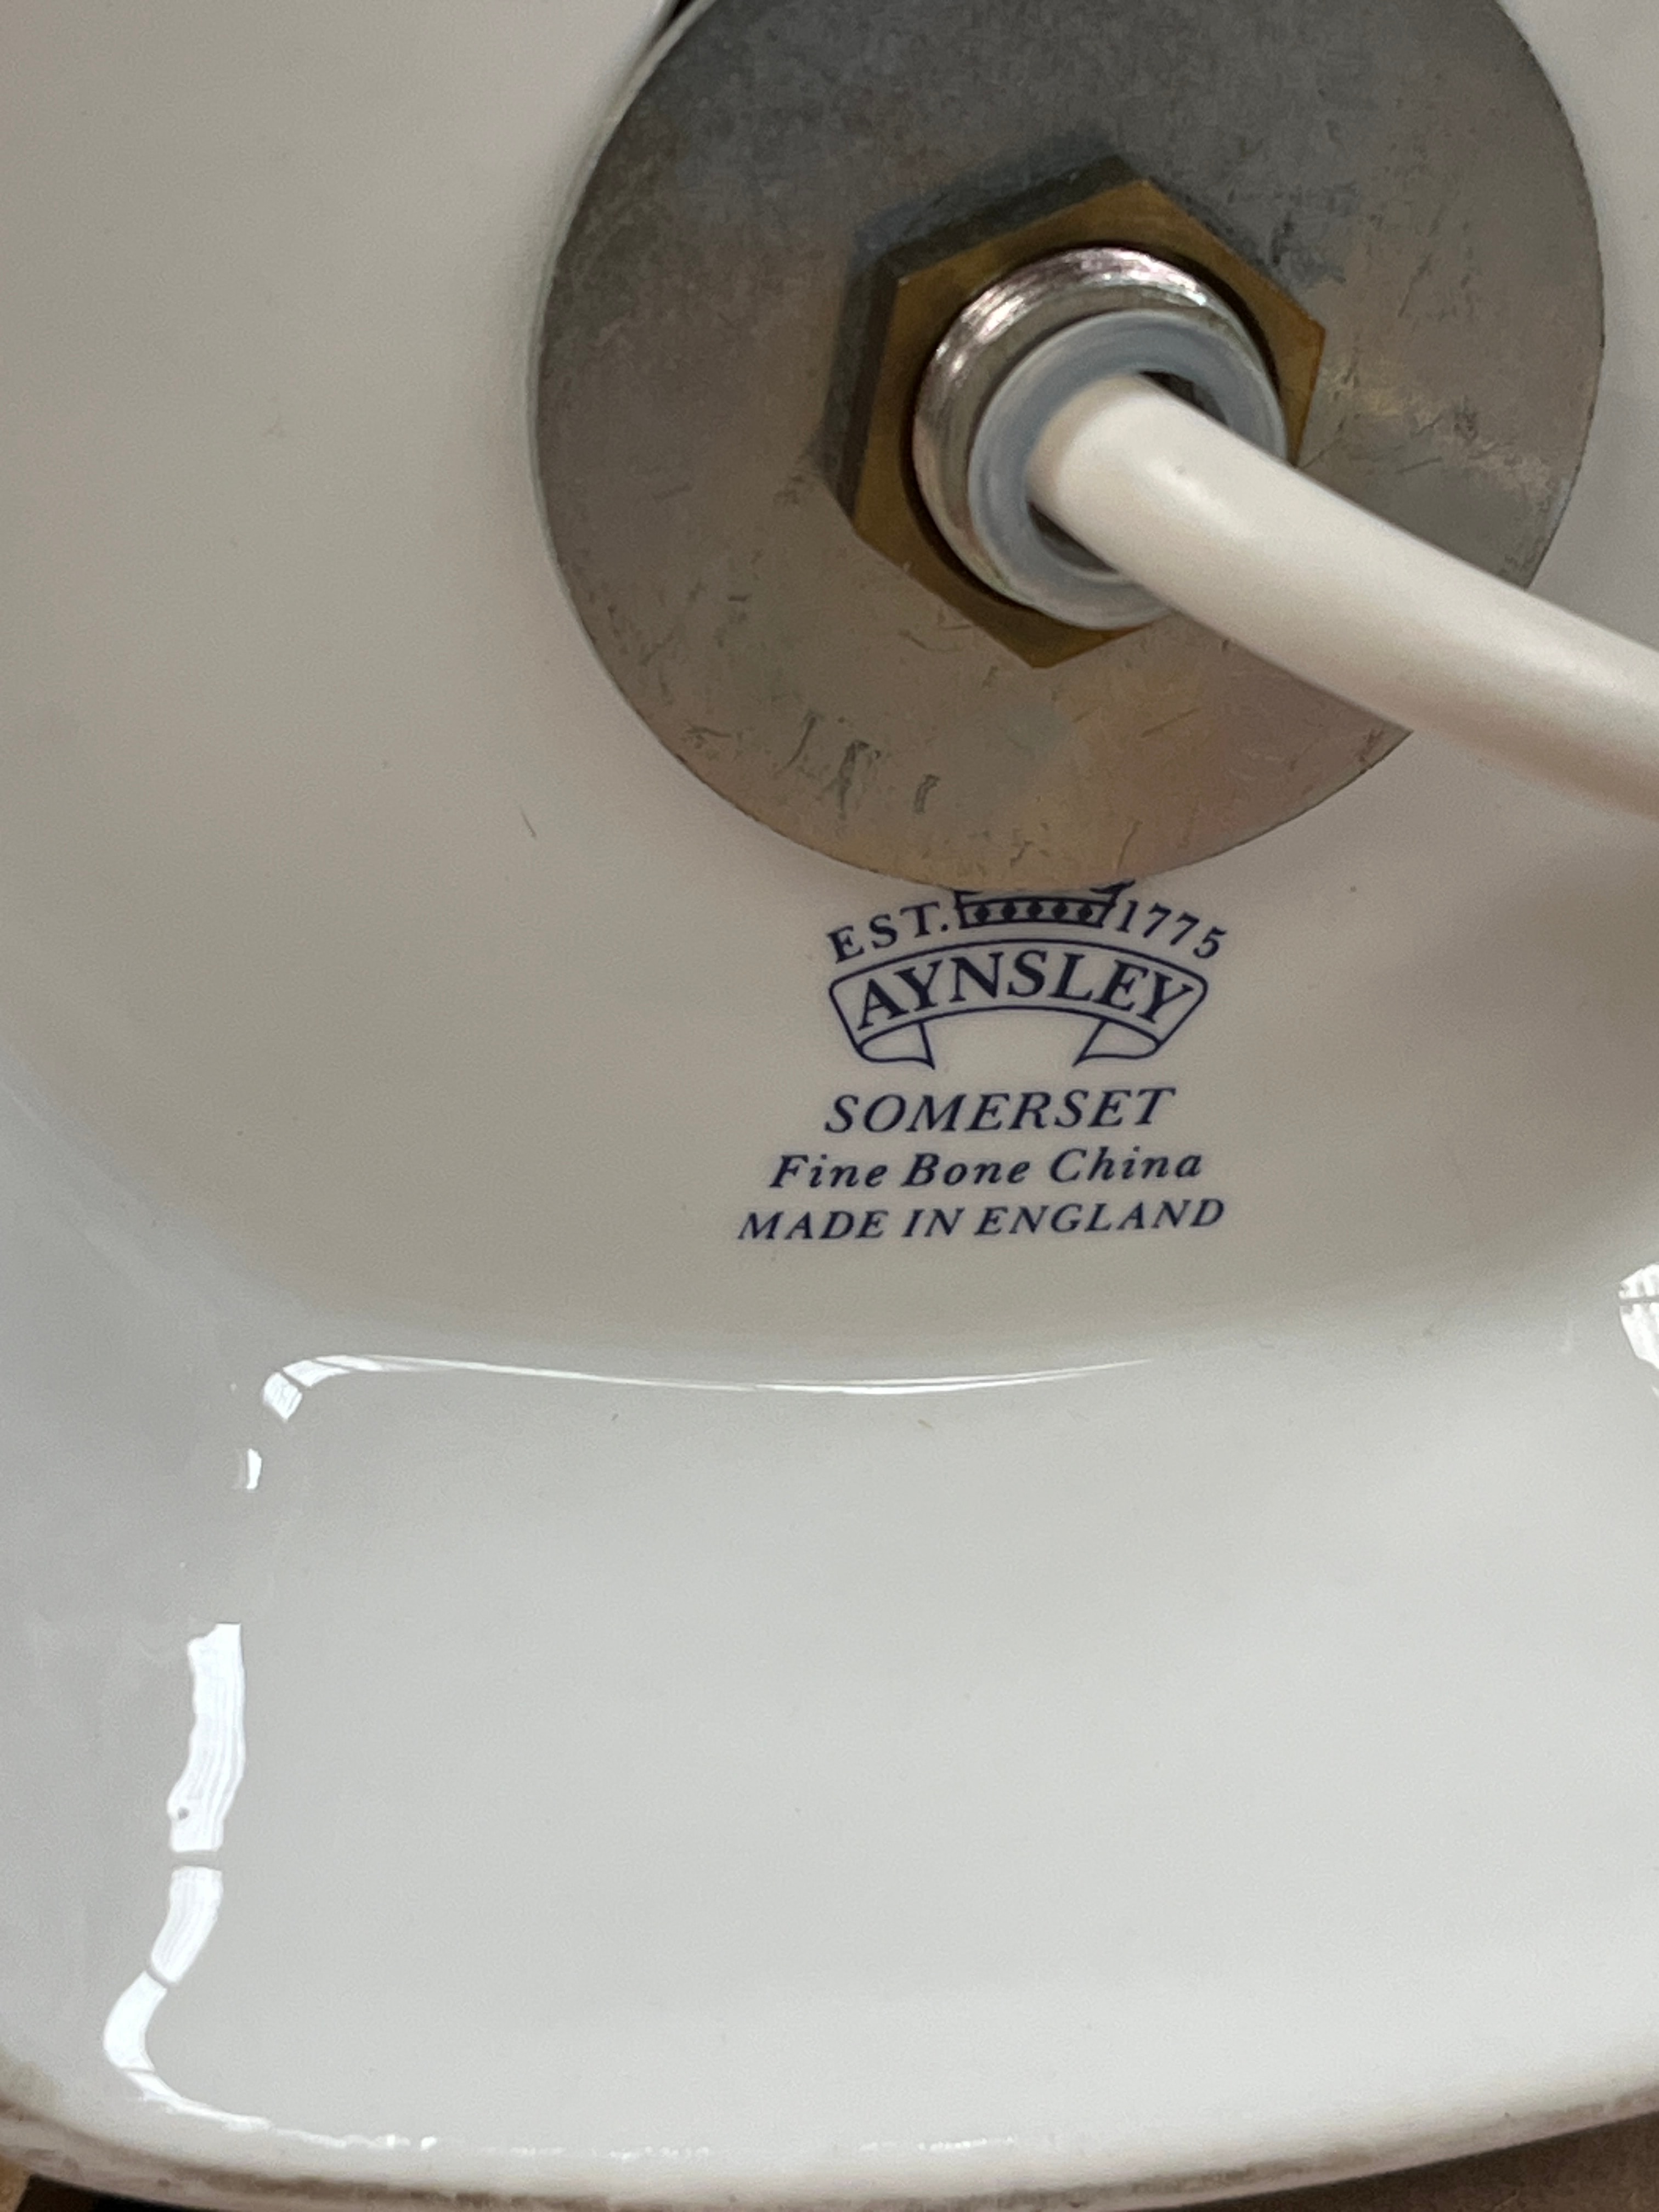 EST. 1775
AYNSLEY
SOMERSET
Fine Bone China
MADE IN ENGLAND